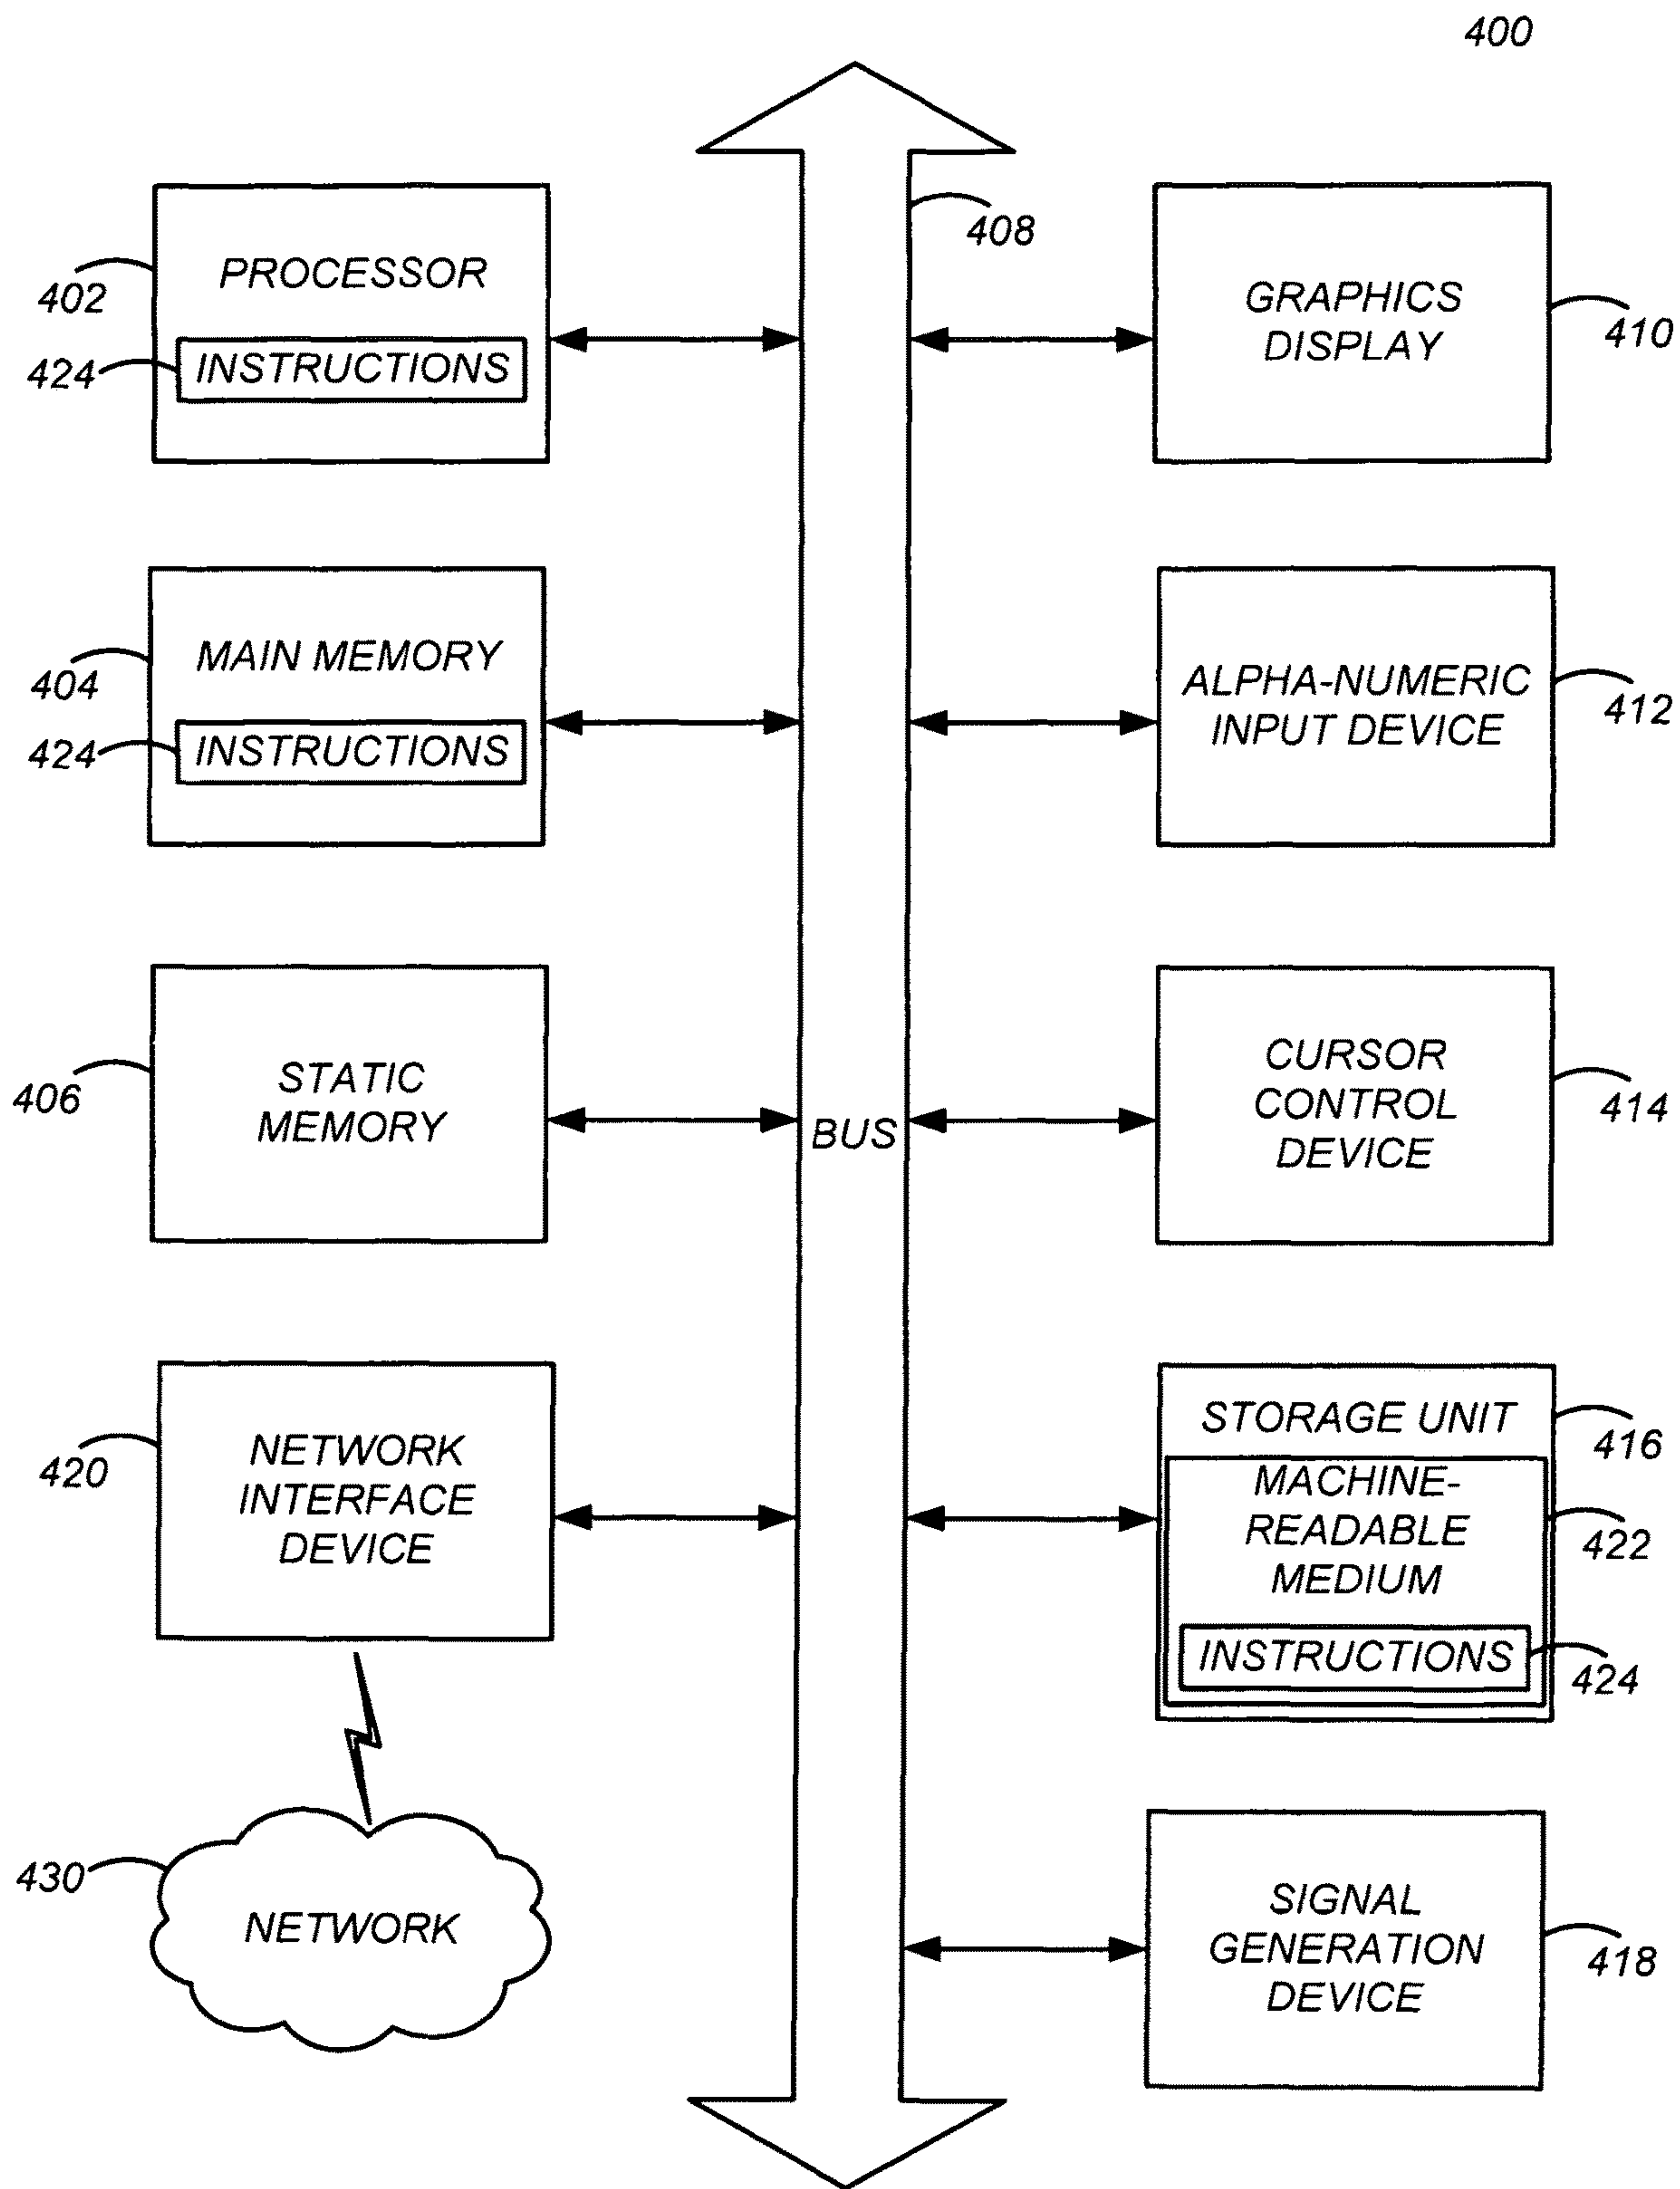 400
408
PROCESSOR
402
INSTRUCTIONS
424
GRAPHICS
DISPLAY
410
MAIN MEMORY
404
INSTRUCTIONS
424
ALPHA-NUMERIC
INPUT DEVICE
412
STATIC
MEMORY
406
BUS
CURSOR
CONTROL
DEVICE
414
NETWORK
INTERFACE
DEVICE
420
STORAGE UNIT
416
MACHINE-
READABLE
MEDIUM
422
INSTRUCTIONS
424
NETWORK
430
SIGNAL
GENERATION
DEVICE
418